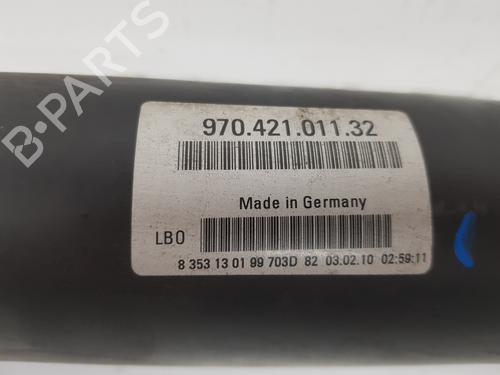 B-PARTS
970.421.011.32
Made in Germany
LBO
8 353 13 01 99 703D 82 03.02.10 02:59:11